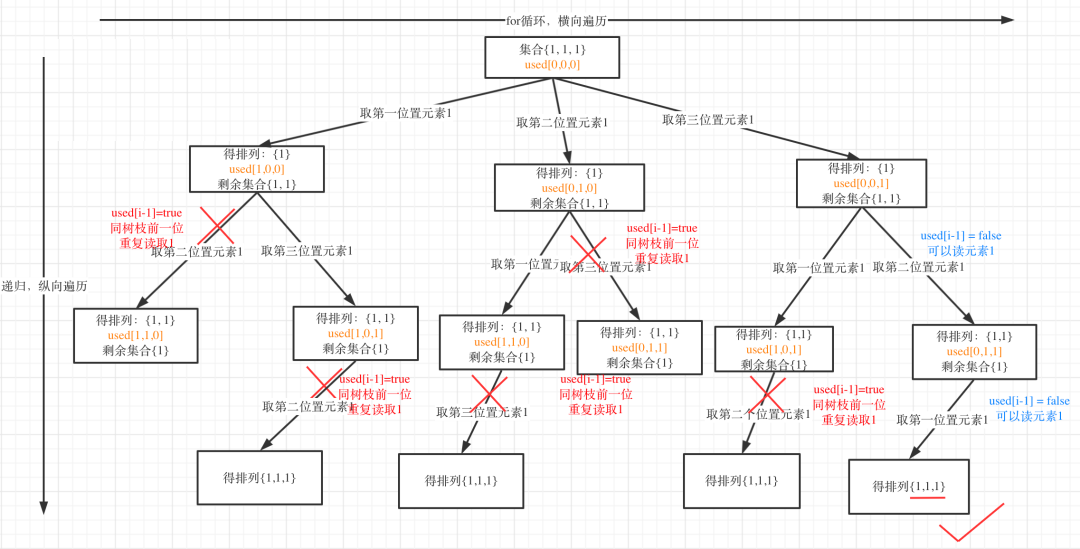 for循环，横向遍历
集合{1, 1, 1}
used[0,0,0]
取第一位置元素1
取第二位置元素1
取第三位置元素1
得排列：{1}
used[1,0,0]
剩余集合{1, 1}
得排列：{1}
used[0,1,0]
剩余集合{1, 1}
得排列：{1}
used[0,0,1]
剩余集合{1, 1}
used[i-1]=true
同树枝前一位
重复读取1
取第二位置元素1
取第三位置元素1
used[i-1]=true
同树枝前一位
重复读取1
取第一位置元
取第三位置元素1
used[i-1] = false
可以读元素1
取第一位置元素1
取第二位置元素1
递归，纵向遍历
得排列：{1, 1}
used[1,1,0]
剩余集合{1}
得排列：{1, 1}
used[1,0,1]
剩余集合{1}
得排列：{1, 1}
used[1,1,0]
剩余集合{1}
得排列：{1, 1}
used[0,1,1]
剩余集合{1}
得排列：{1,1}
used[1,0,1]
剩余集合{1}
得排列：{1,1}
used[0,1,1]
剩余集合{1}
used[i-1]=true
同树枝前一位
重复读取1
取第二位置元素1
取第三位置元素1
used[i-1]=true
同树枝前一位
重复读取1
取第二个位置元素1
used[i-1]=true
同树枝前一位
重复读取1
取第一位置元素1
used[i-1] = false
可以读元素1
得排列{1,1,1}
得排列{1,1,1}
得排列{1,1,1}
得排列{1,1,1}